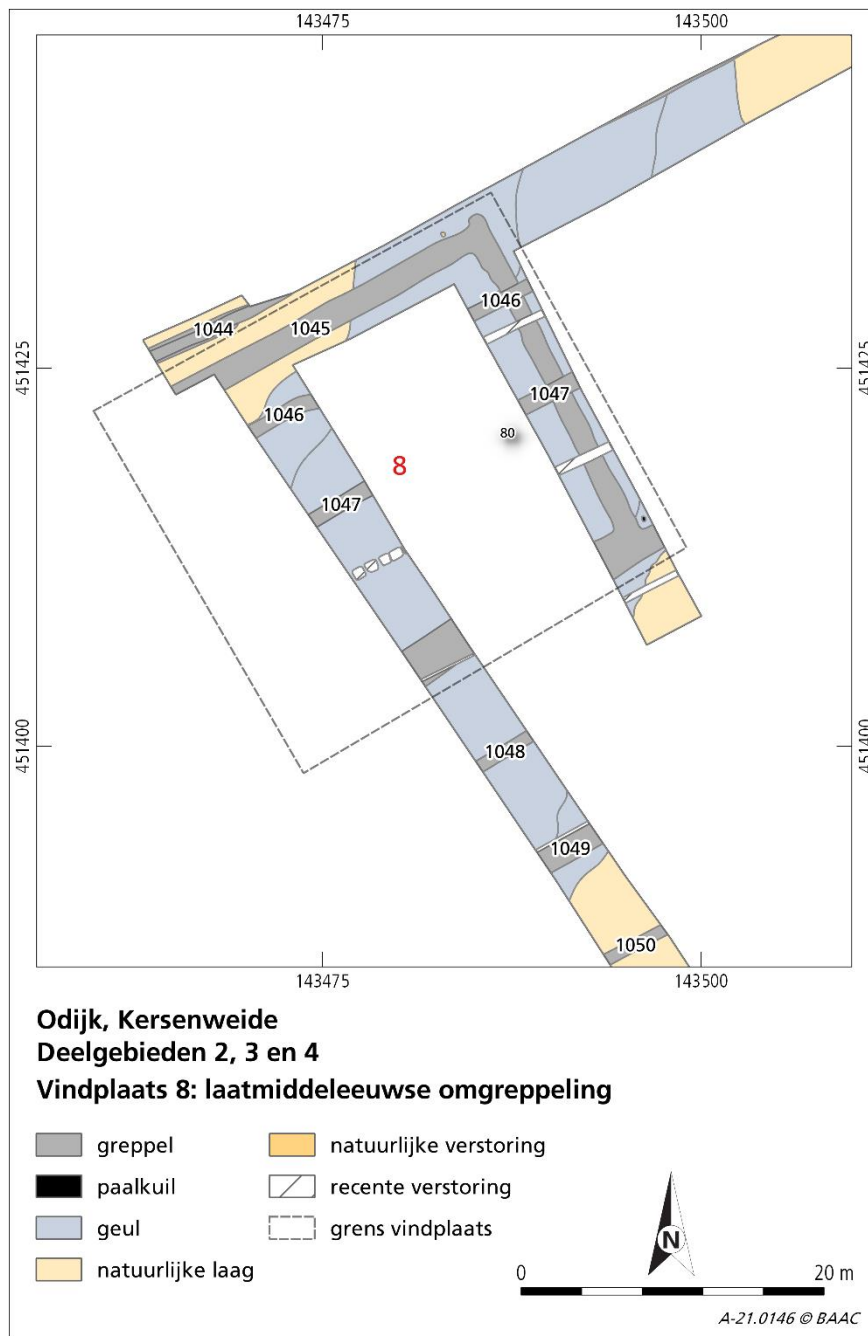 143475
143500
1044
1045
1046
451425
451425
1047
80
1046
8
1047
451400
1048
451400
1049
1050
143475
143500
Odijk, Kersenweide
Deelgebieden 2, 3 en 4
Vindplaats 8: laatmiddeleeuwse omgreppeling
greppel
paalkuil
geul
natuurlijke laag
natuurlijke verstoring
recente verstoring
grens vindplaats
N
0
20 m
A-21.0146 © BAAC